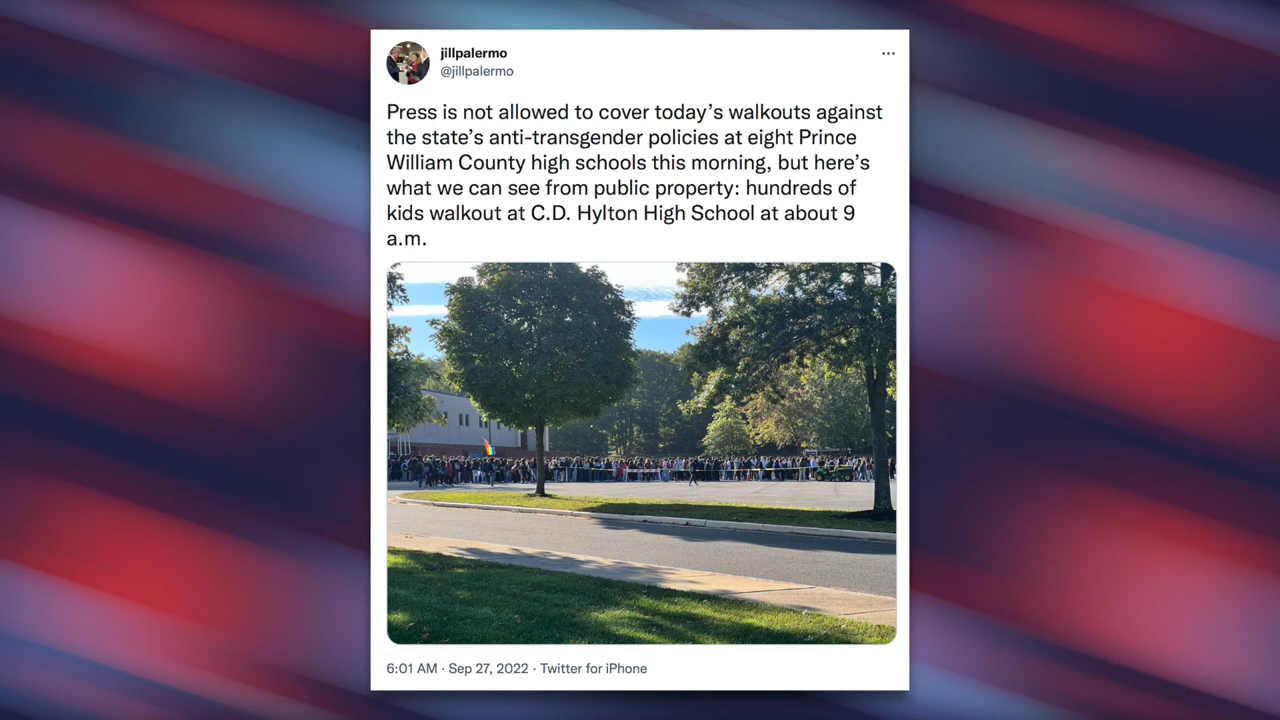 jillpalermo
@jillpalermo
Press is not allowed to cover today’s walkouts against
the state’s anti-transgender policies at eight Prince
William County high schools this morning, but here’s
what we can see from public property: hundreds of
kids walkout at C.D. Hylton High School at about 9
a.m.
6:01 AM · Sep 27, 2022 · Twitter for iPhone